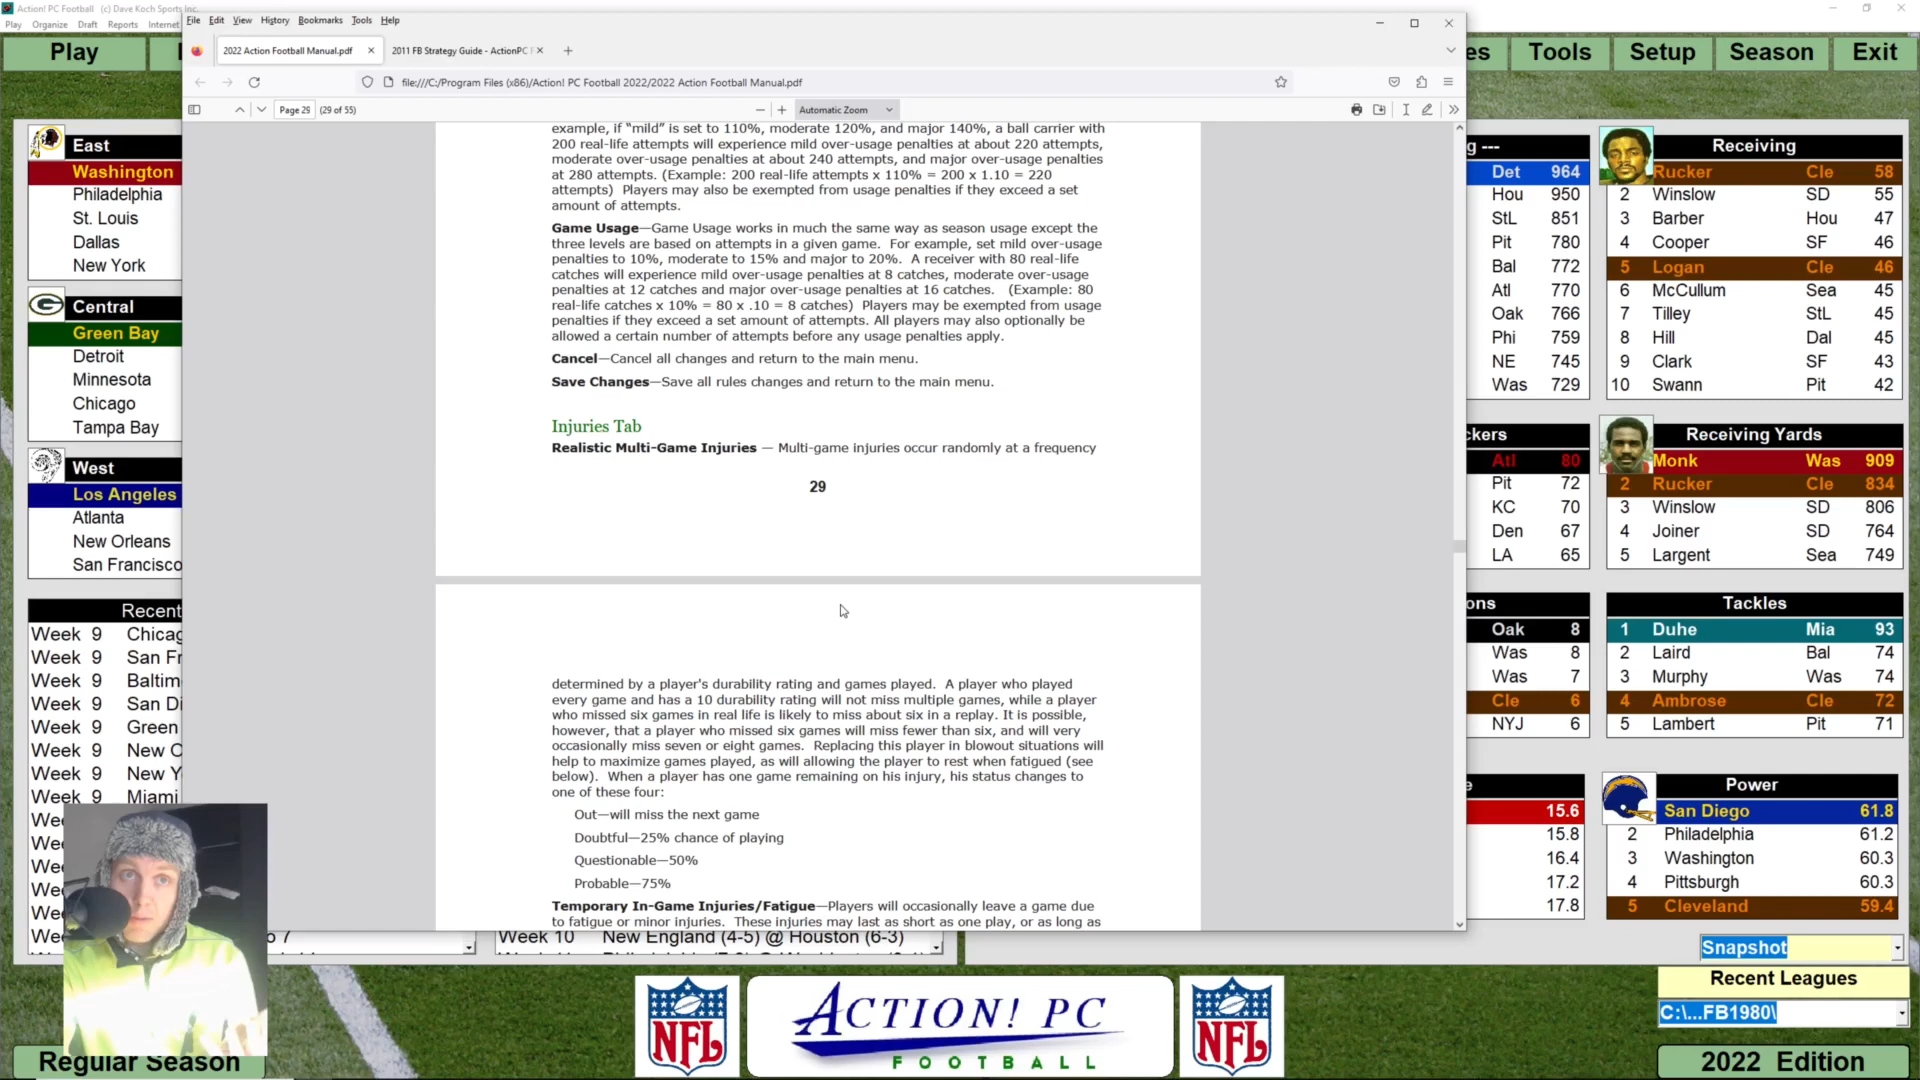 Action! PC Football (c) Dave Koch Sports Inc.
Play Organize Draft Reports Internet
File Edit View History Bookmarks Tools Help
2022 Action Football Manual.pdf
2011 FB Strategy Guide - ActionPC F
file:///C:/Program Files (x86)/Action! PC Football 2022/2022 Action Football Manual.pdf
Page 29 (29 of 55)
Automatic Zoom
Play
Tools Setup Season Exit
example, if “mild” is set to 110%, moderate 120%, and major 140%, a ball carrier with
200 real-life attempts will experience mild over-usage penalties at about 220 attempts,
moderate over-usage penalties at about 240 attempts, and major over-usage penalties
at 280 attempts. (Example: 200 real-life attempts x 110% = 200 x 1.10 = 220
attempts)  Players may also be exempted from usage penalties if they exceed a set
amount of attempts.
Game Usage—Game Usage works in much the same way as season usage except the
three levels are based on attempts in a given game.  For example, set mild over-usage
penalties to 10%, moderate to 15% and major to 20%.  A receiver with 80 real-life
catches will experience mild over-usage penalties at 8 catches, moderate over-usage
penalties at 12 catches and major over-usage penalties at 16 catches.  (Example: 80
real-life catches x 10% = 80 x .10 = 8 catches) Players may be exempted from usage
penalties if they exceed a set amount of attempts. All players may also optionally be
allowed a certain number of attempts before any usage penalties apply.
Cancel—Cancel all changes and return to the main menu.
Save Changes—Save all rules changes and return to the main menu.
Injuries Tab
Realistic Multi-Game Injuries — Multi-game injuries occur randomly at a frequency
29
determined by a player's durability rating and games played.  A player who played
every game and has a 10 durability rating will not miss multiple games, while a player
who missed six games in real life is likely to miss about six in a replay. It is possible,
however, that a player who missed six games will miss fewer than six, and will very
occasionally miss seven or eight games.  Replacing this player in blowout situations will
help to maximize games played, as will allowing the player to rest when fatigued (see
below).  When a player has one game remaining on his injury, his status changes to
one of these four:
Out—will miss the next game
Doubtful—25% chance of playing
Questionable—50%
Probable—75%
Temporary In-Game Injuries/Fatigue—Players will occasionally leave a game due
to fatigue or minor injuries.  These injuries may last as short as one play, or as long as
East
Washington
Philadelphia
St. Louis
Dallas
New York
Central
Green Bay
Detroit
Minnesota
Chicago
Tampa Bay
West
Los Angeles
Atlanta
New Orleans
San Francisco
Recent
Week 9 Chicag
Week 9 San Fr
Week 9 Baltim
Week 9 San Di
Week 9 Green
Week 9 New O
Week 9 New Y
Week 9 Miami
Week 10 New England (4-5) @ Houston (6-3)
Det 964
Hou 950
StL 851
Pit 780
Bal 772
Atl 770
Oak 766
Phi 759
NE 745
Was 729
Receiving
Rucker Cle 58
2 Winslow SD 55
3 Barber Hou 47
4 Cooper SF 46
5 Logan Cle 46
6 McCullum Sea 45
7 Tilley StL 45
8 Hill Dal 45
9 Clark SF 43
10 Swann Pit 42
ckers
Atl 80
Pit 72
KC 70
Den 67
LA 65
Receiving Yards
Monk Was 909
2 Rucker Cle 834
3 Winslow SD 806
4 Joiner SD 764
5 Largent Sea 749
ons
Oak 8
Was 8
Was 7
Cle 6
NYJ 6
Tackles
1 Duhe Mia 93
2 Laird Bal 74
3 Murphy Was 74
4 Ambrose Cle 72
5 Lambert Pit 71
15.6
15.8
16.4
17.2
17.8
Power
San Diego 61.8
2 Philadelphia 61.2
3 Washington 60.3
4 Pittsburgh 60.3
5 Cleveland 59.4
Snapshot
Recent Leagues
C:\...FB1980\
Regular Season
NFL
ACTION! PC
FOOTBALL
NFL
2022 Edition